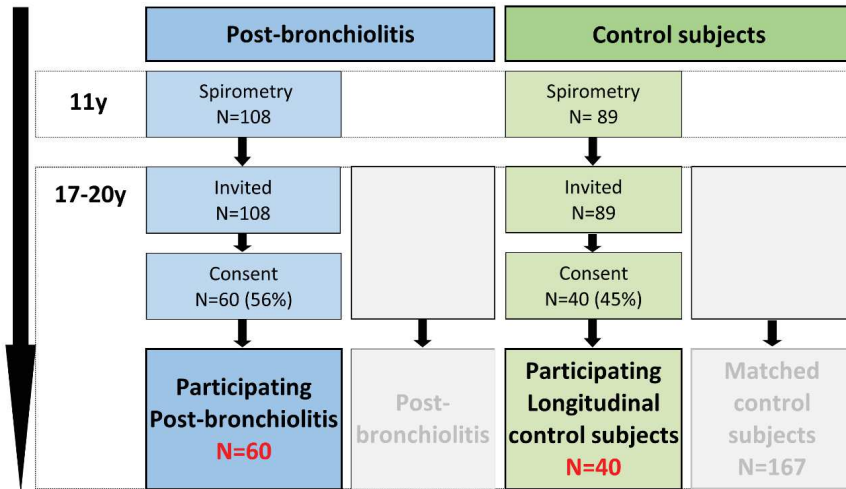 Post-bronchiolitis
Control subjects
11y
Spirometry
N=108
Spirometry
N= 89
17-20y
Invited
N=108
Invited
N=89
Consent
N=60 (56%)
Consent
N=40 (45%)
Participating
Post-bronchiolitis
N=60
Post-
bronchiolitis
Participating
Longitudinal
control subjects
N=40
Matched
control
subjects
N=167